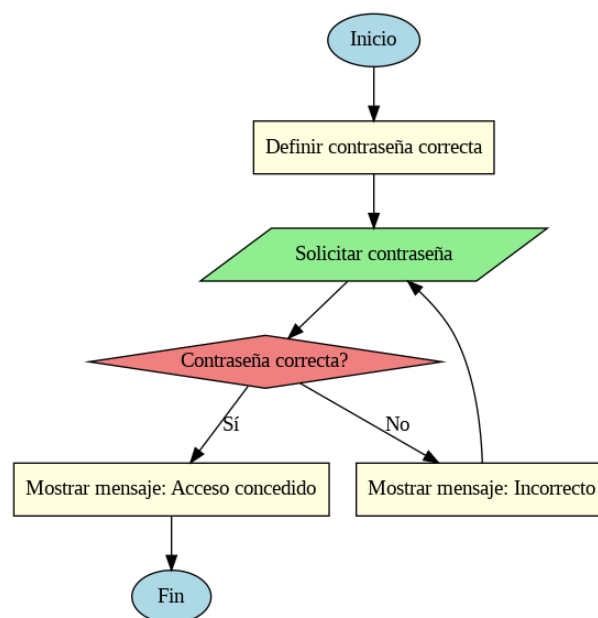 Inicio
Definir contraseña correcta
Solicitar contraseña
Contraseña correcta?
Sí
No
Mostrar mensaje: Acceso concedido
Mostrar mensaje: Incorrecto
Fin